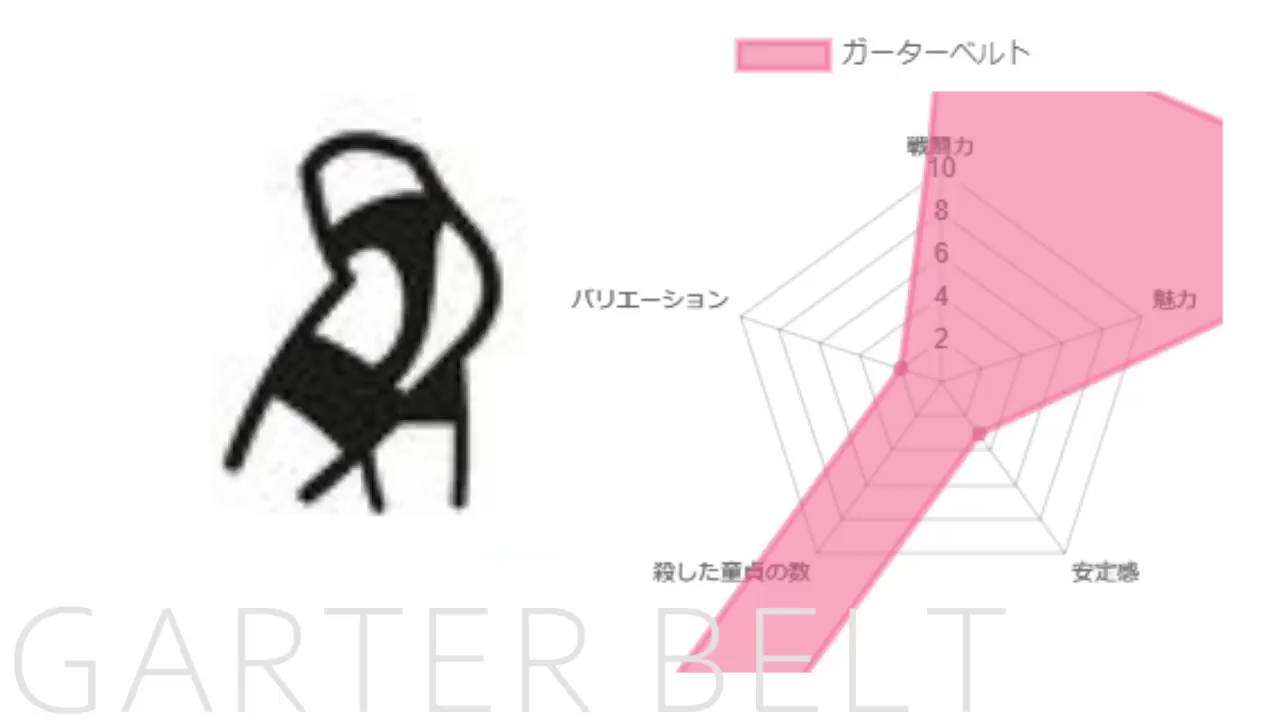 ガーターベルト
戦闘力
10
8
6
4
2
バリエーション
魅力
殺した童貞の数
安定感
GARTER BELT